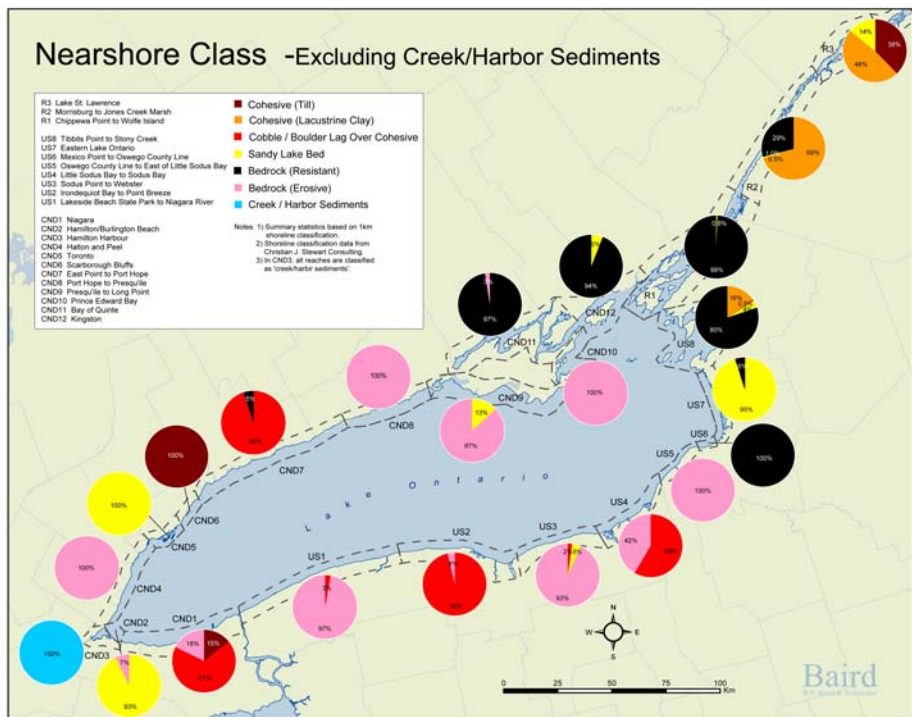 Nearshore Class -Excluding Creek/Harbor Sediments
R3 Lake St. Lawrence
R2 Morrisburg to Jones Creek Marsh
R1 Chippewa Point to Wolfe Island
US8 Tibbits Point to Stony Creek
US7 Eastern Lake Ontario
US6 Mexico Point to Oswego County Line
US5 Oswego County Line to East of Little Sodus Bay
US4 Little Sodus Bay to Sodus Bay
US3 Sodus Point to Webster
US2 Irondequiot Bay to Point Breeze
US1 Lakeside Beach State Park to Niagara River
CND1 Niagara
CND2 Hamilton/Burlington Beach
CND3 Hamilton Harbour
CND4 Halton and Peel
CND5 Toronto
CND6 Scarborough Bluffs
CND7 East Point to Port Hope
CND8 Port Hope to Presqu'ile
CND9 Presqu'ile to Long Point
CND10 Prince Edward Bay
CND11 Bay of Quinte
CND12 Kingston
Cohesive (Till)
Cohesive (Lacustrine Clay)
Cobble / Boulder Lag Over Cohesive
Sandy Lake Bed
Bedrock (Resistant)
Bedrock (Erosive)
Creek / Harbor Sediments
Notes. 1) Summary statistics based on 1km
shoreline classification.
2) Shoreline classification data from
Christian J. Stewart Consulting.
3) In CND3, all reaches are classified
as 'creek/harbir sediments'
R3
14%
38%
48%
29%
69%
R2
99%
94%
R1
CND12
97%
CND11
16%
80%
US8
CND10
100%
100%
CND9
13%
87%
CND8
US7
95%
US6
100%
US5
100%
CND7
100%
CND6
100%
CND5
Lake Ontario
US4
42%
US3
93%
US2
US1
97%
100%
CND4
CND2
CND1
CND3
100%
7%
93%
18%
15%
N
W
E
S
0
25
50
75
100
Km
Baird